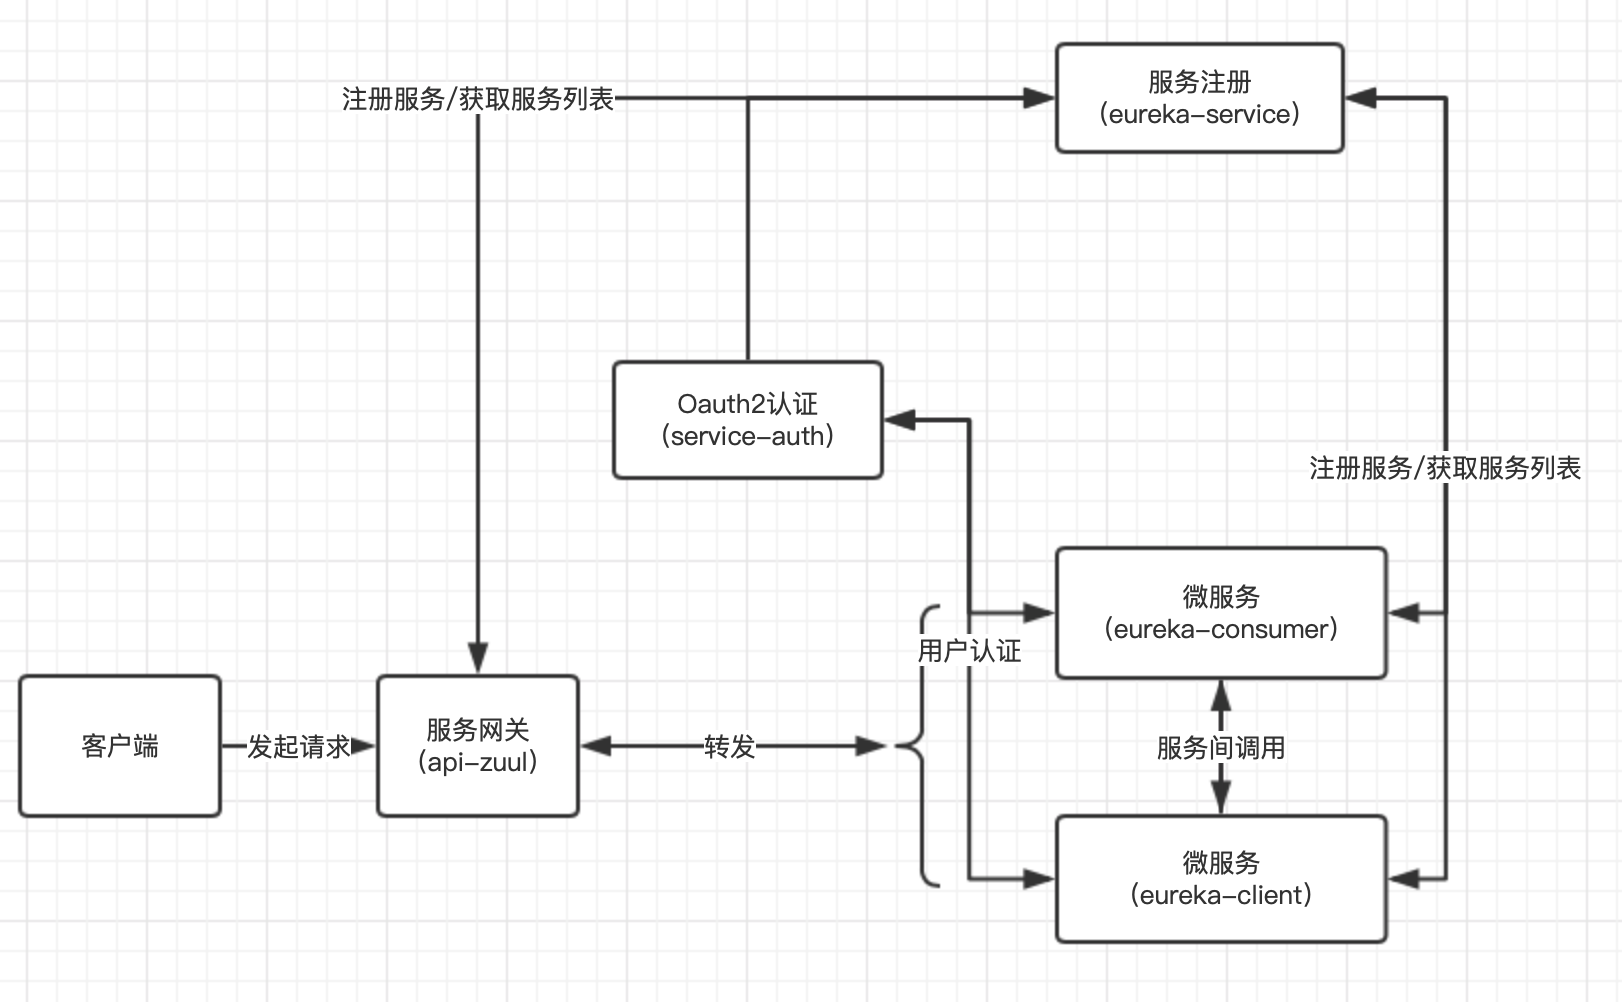 服务注册
(eureka-service)
注册服务/获取服务列表
Oauth2认证
(service-auth)
注册服务/获取服务列表
微服务
(eureka-consumer)
用户认证
客户端
发起请求
服务网关
(api-zuul)
转发
服务间调用
微服务
(eureka-client)